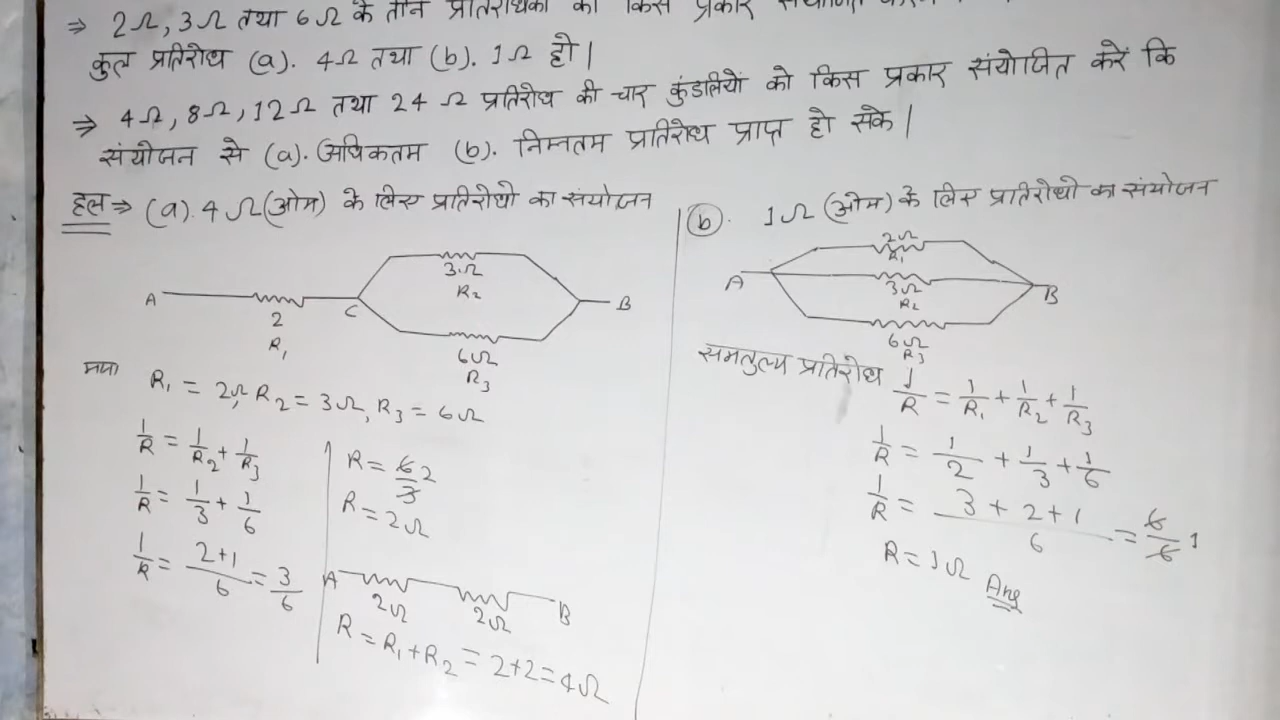 ⇒ 2Ω, 3Ω तथा 6Ω के तीन प्रतिरोधकों को किस प्रकार
कुल प्रतिरोध (a). 4Ω तथा (b). 1Ω हो।
⇒ 4Ω, 8Ω, 12Ω तथा 24Ω प्रतिरोध की चार कुंडलियों को किस प्रकार संयोजित करें कि
संयोजन से (a). अधिकतम (b). निम्नतम प्रतिरोध प्राप्त हो सके।
हल ⇒ (a). 4Ω (ओम) के लिए प्रतिरोधो का संयोजन
A 2 R₁ C 3Ω R₂ 6Ω R₃ B
R₁ = 2Ω, R₂ = 3Ω, R₃ = 6Ω
1/R = 1/R₂ + 1/R₃
1/R = 1/3 + 1/6
1/R = 2+1/6 = 3/6
R = 6/3 2
R = 2Ω
A 2Ω 2Ω B
R = R₁ + R₂ = 2+2 = 4Ω
(b). 1Ω (ओम) के लिए प्रतिरोधो का संयोजन
A 2Ω R₁ 3Ω R₂ 6Ω R₃ B
समतुल्य प्रतिरोध 1/R = 1/R₁ + 1/R₂ + 1/R₃
1/R = 1/2 + 1/3 + 1/6
1/R = 3+2+1/6 = 6/6 1
R = 1Ω Ans